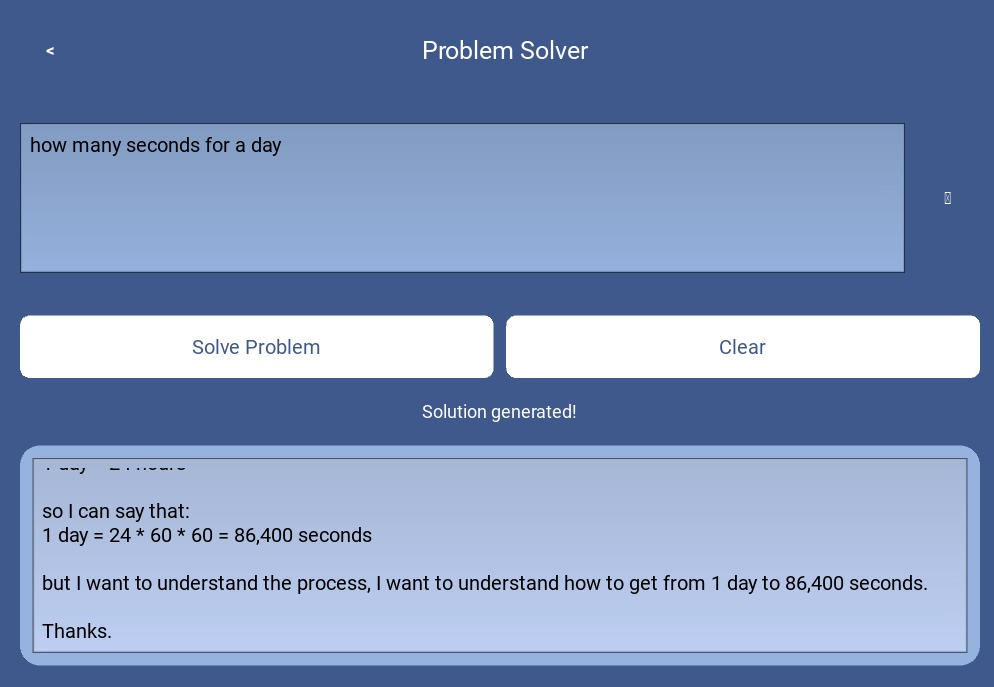 <
Problem Solver
how many seconds for a day
Solve Problem
Clear
Solution generated!
so I can say that:
1 day = 24 * 60 * 60 = 86,400 seconds
but I want to understand the process, I want to understand how to get from 1 day to 86,400 seconds.
Thanks.